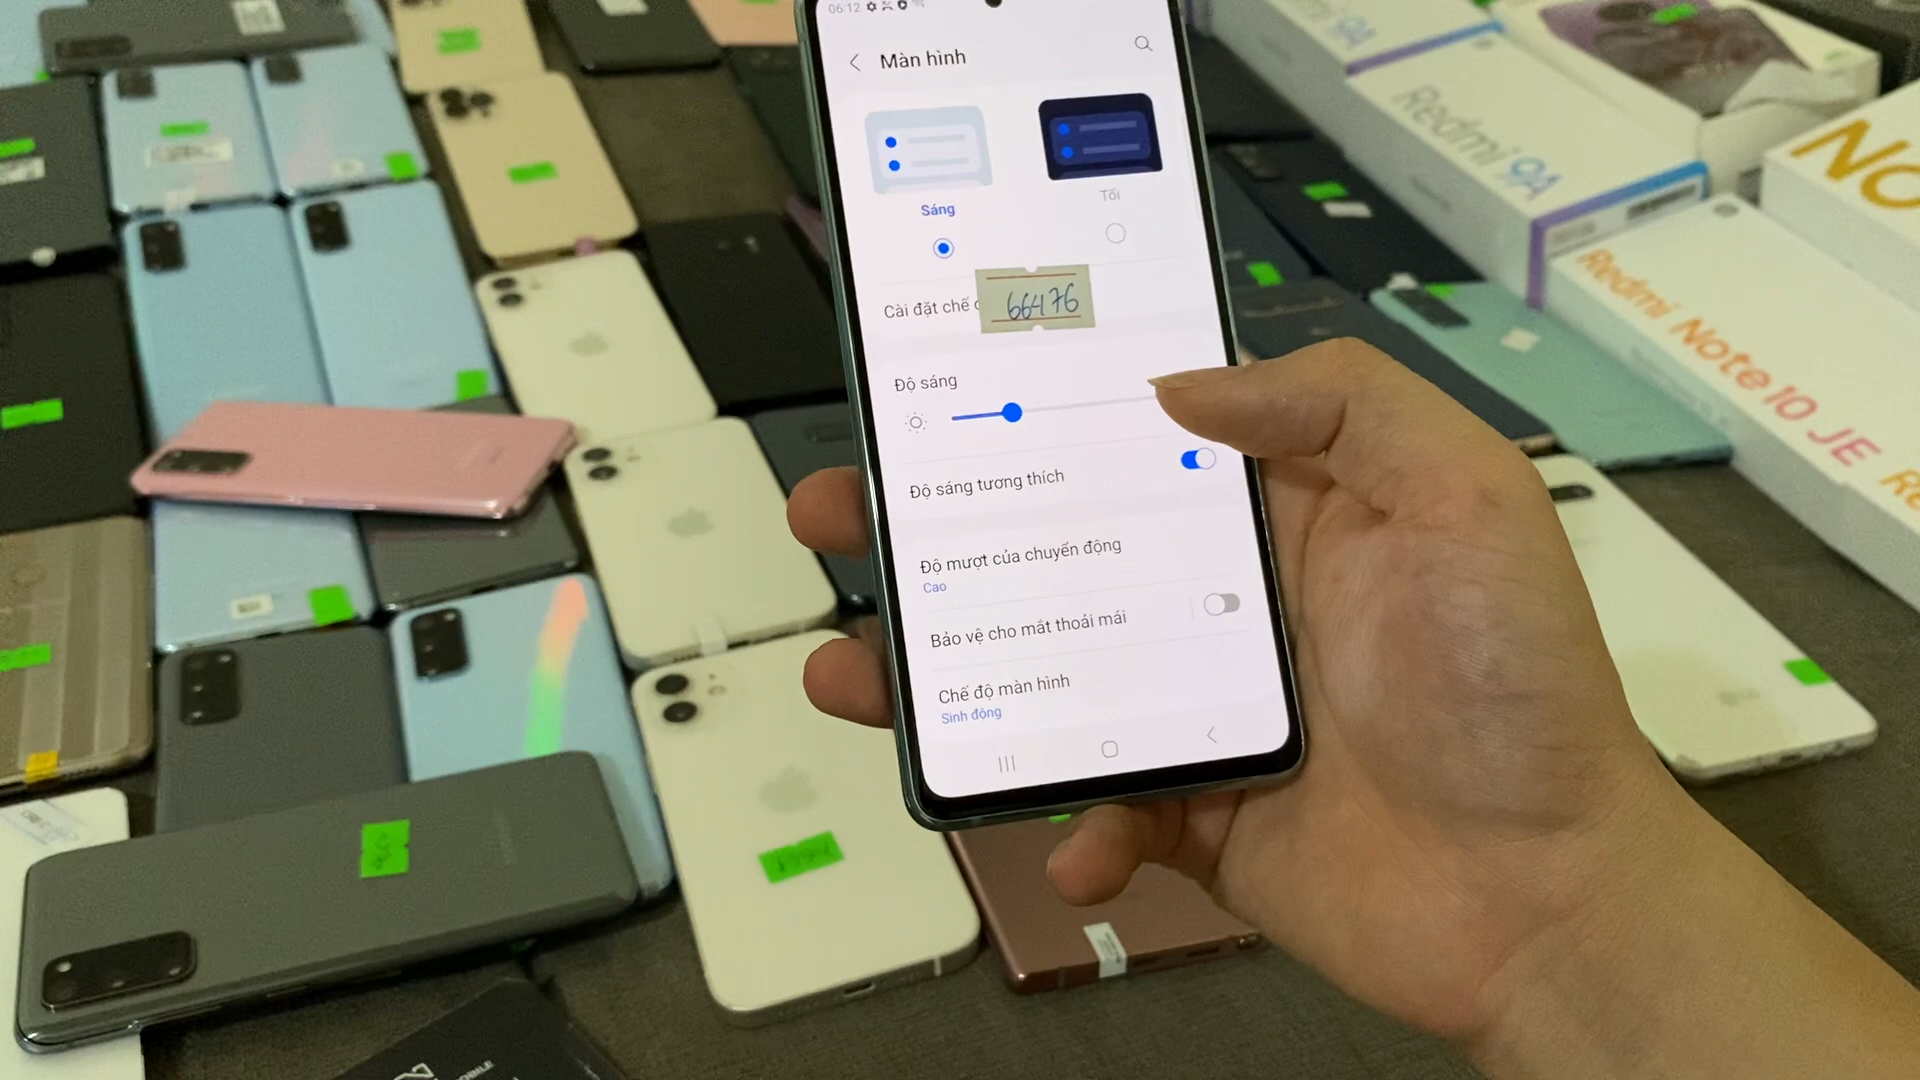 06:12
Màn hình
Sáng
Tối
Cài đặt chế
66476
Độ sáng
Độ sáng tương thích
Độ mượt của chuyển động
Cao
Bảo vệ cho mắt thoải mái
Chế độ màn hình
Sinh động
Redmi 9A
Redmi Note 10 JE